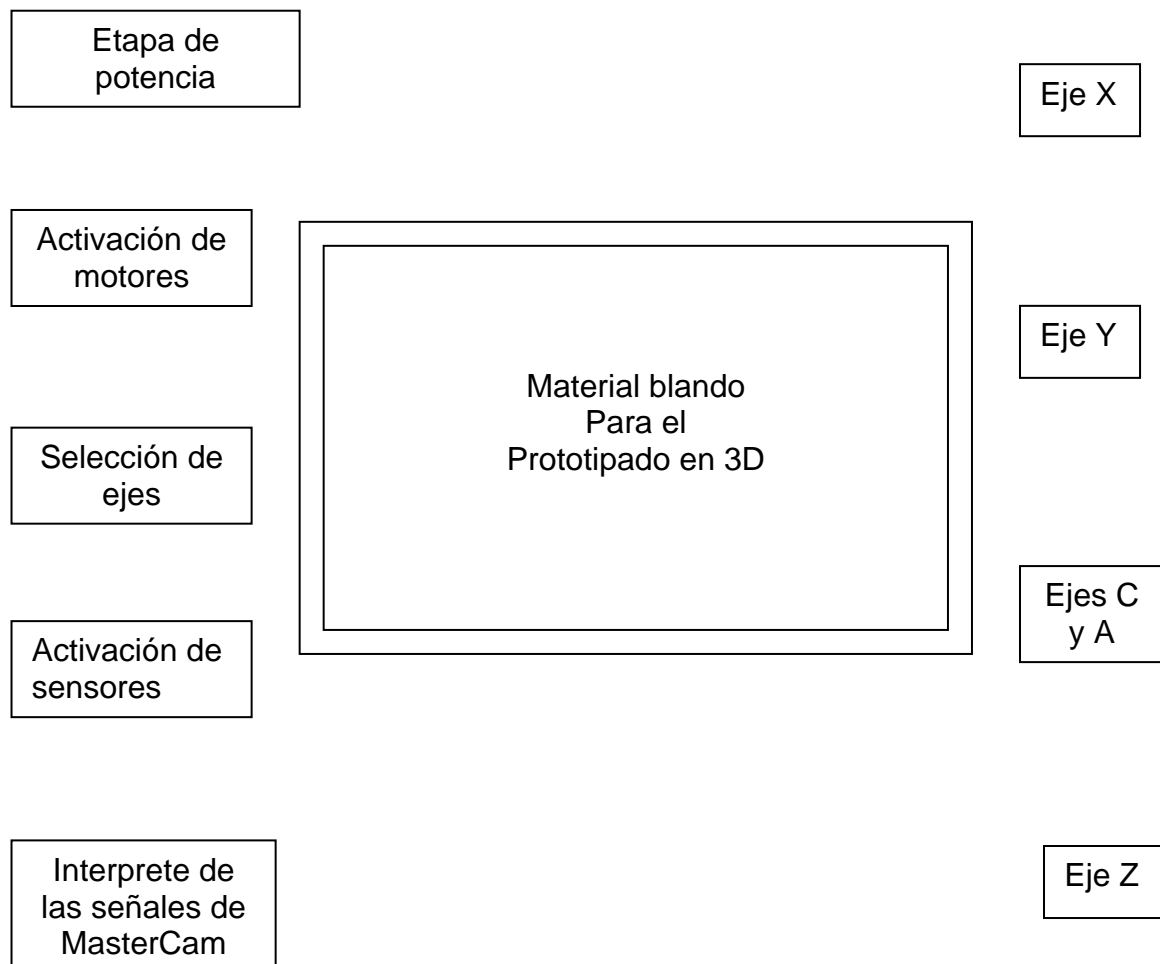 Etapa de
potencia
Eje X
Activación de
motores
Eje Y
Material blando
Para el
Prototipado en 3D
Selección de
ejes
Ejes C
y A
Activación de
sensores
Interprete de
las señales de
MasterCam
Eje Z